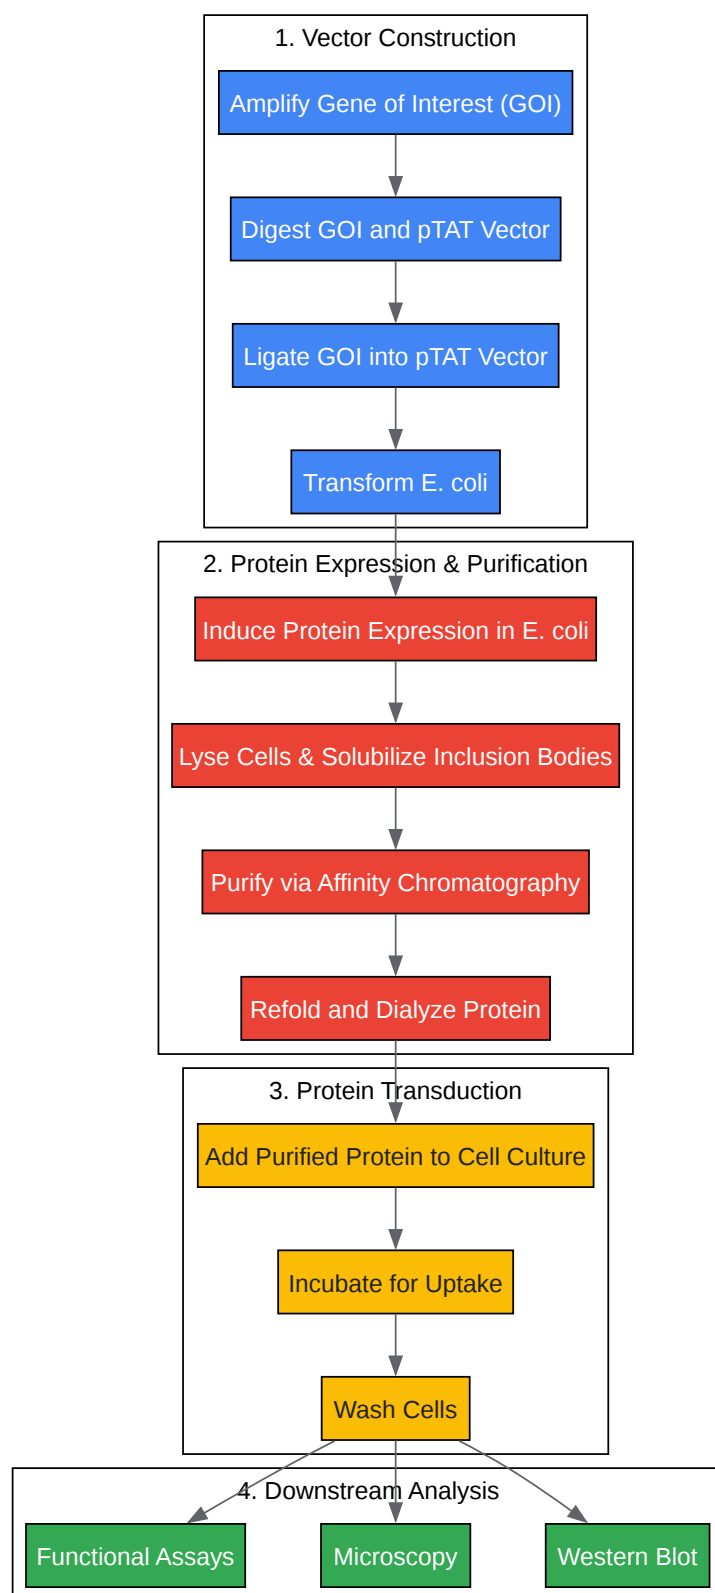 1. Vector Construction
Amplify Gene of Interest (GOI)
Digest GOI and pTAT Vector
Ligate GOI into pTAT Vector
Transform E. coli
2. Protein Expression & Purification
Induce Protein Expression in E. coli
Lyse Cells & Solubilize Inclusion Bodies
Purify via Affinity Chromatography
Refold and Dialyze Protein
3. Protein Transduction
Add Purified Protein to Cell Culture
Incubate for Uptake
Wash Cells
4. Downstream Analysis
Functional Assays
Microscopy
Western Blot